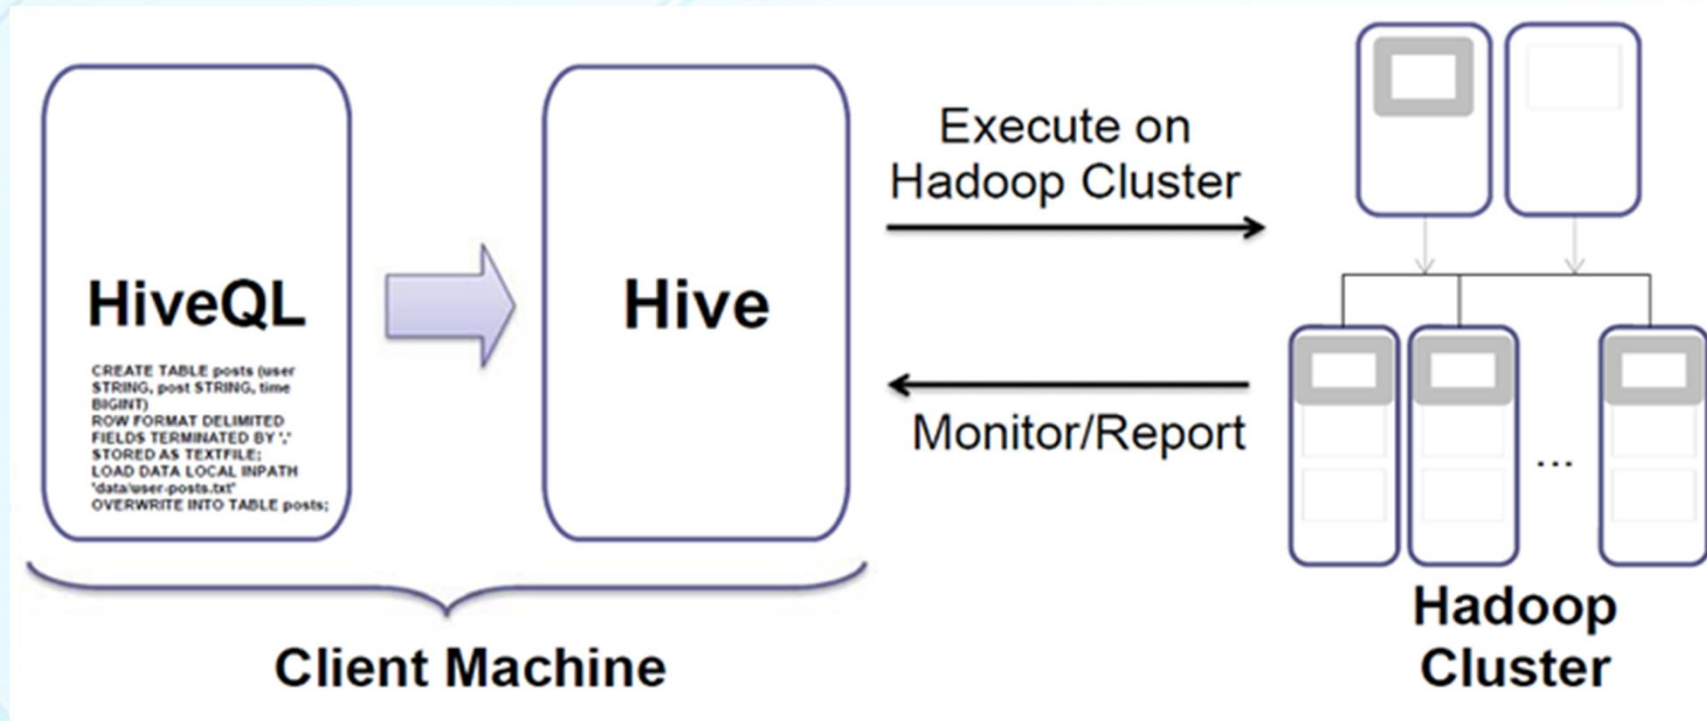 HiveQL
CREATE TABLE posts (user
STRING, post STRING, time
BIGINT)
ROW FORMAT DELIMITED
FIELDS TERMINATED BY ','
STORED AS TEXTFILE;
LOAD DATA LOCAL INPATH
'data/user-posts.txt'
OVERWRITE INTO TABLE posts;
Hive
Client Machine
Execute on
Hadoop Cluster
Monitor/Report
...
Hadoop
Cluster